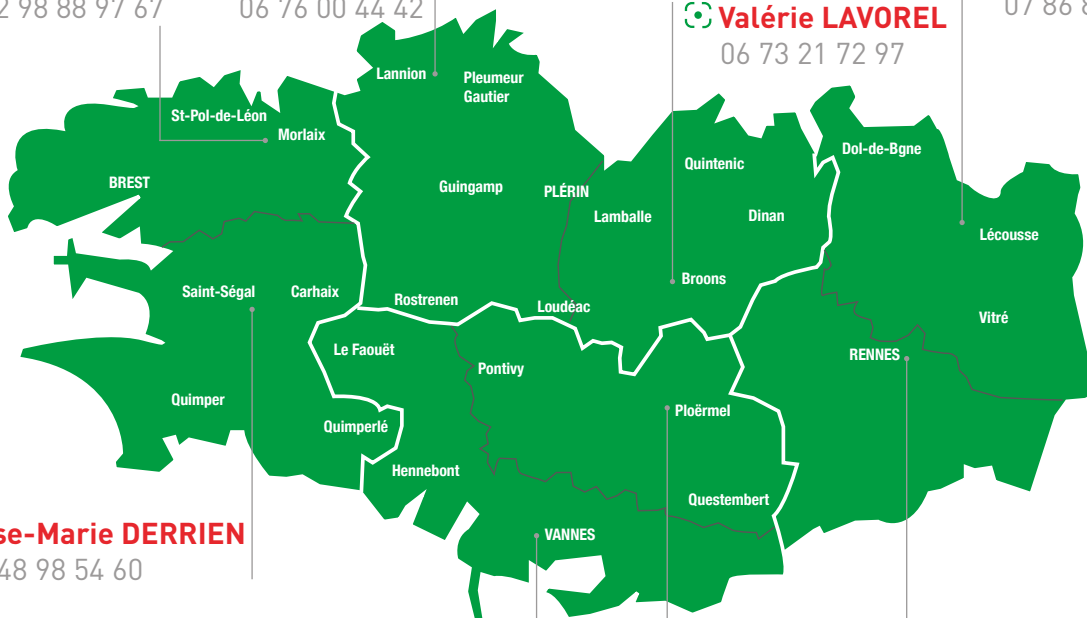 2 98 88 97 67
06 76 00 44 42
Valérie LAVOREL
06 73 21 72 97
07 86 8
Lannion
Pleumeur
Gautier
St-Pol-de-Léon
Morlaix
BREST
Guingamp
PLÉRIN
Lamballe
Quintenic
Dinan
Dol-de-Bgne
Lécousse
Saint-Ségal
Carhaix
Rostrenen
Loudéac
Broons
Vitré
RENNES
Le Faouët
Pontivy
Quimper
Quimperlé
Ploërmel
Hennebont
Questembert
VANNES
se-Marie DERRIEN
48 98 54 60